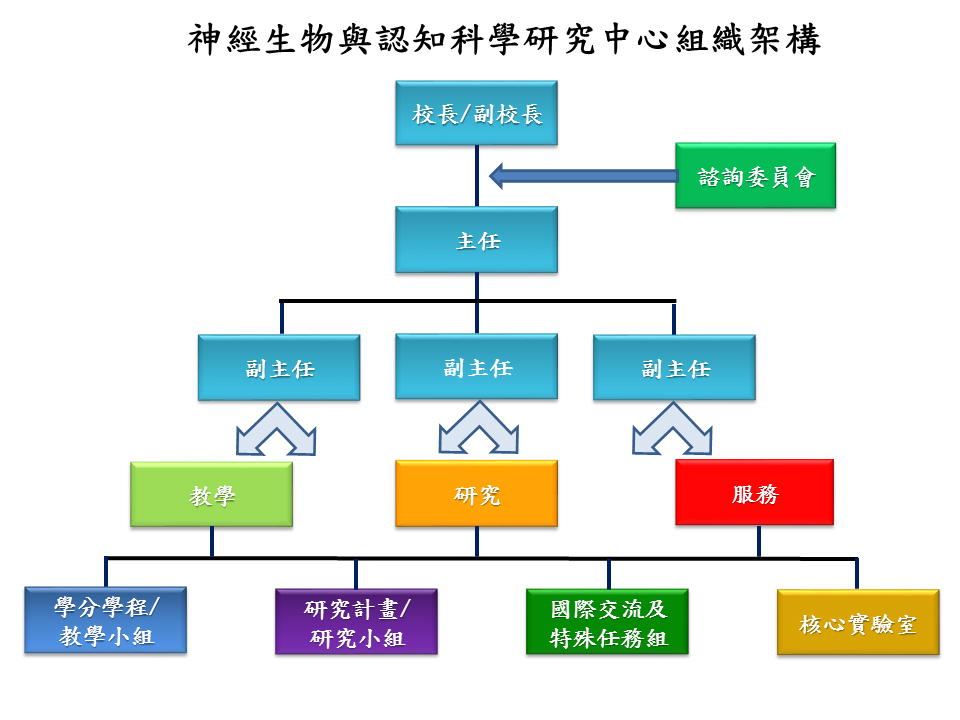 神經生物與認知科學研究中心組織架構
校長/副校長
諮詢委員會
主任
副主任
副主任
副主任
教學
研究
服務
學分學程/
教學小組
研究計畫/
研究小組
國際交流及
特殊任務組
核心實驗室